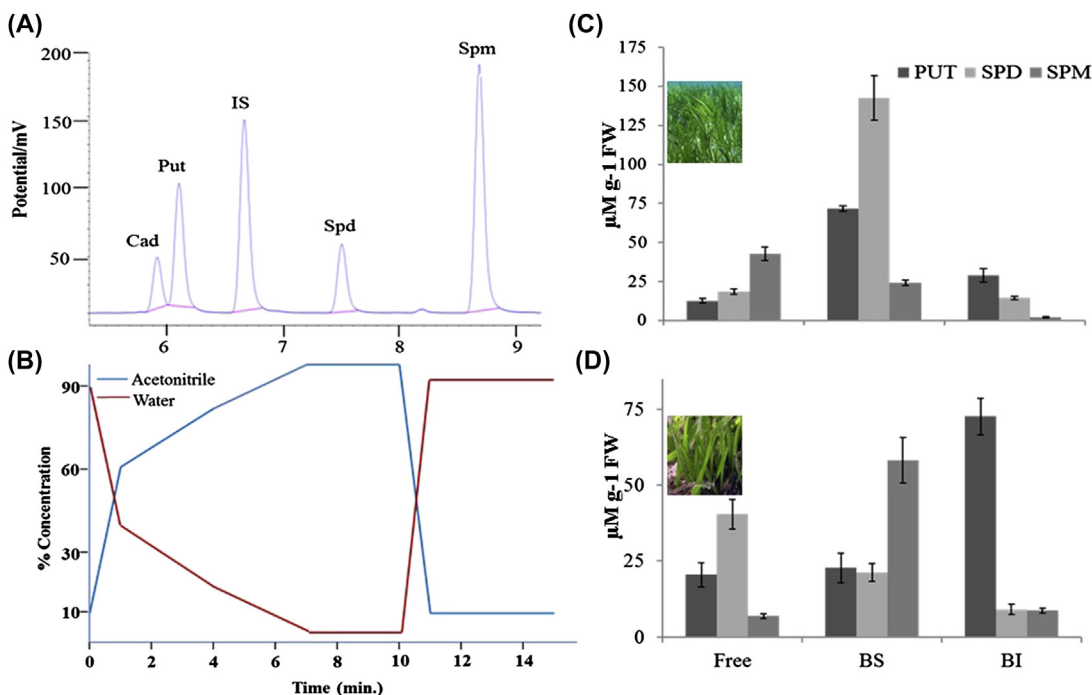 (A)
Potential/mV
200
150
100
50
Cad
Put
IS
Spd
Spm
6
7
8
9
(B)
% Concentration
90
60
30
10
Acetonitrile
Water
0
2
4
6
8
10
12
14
Time (min.)
(C)
µM g-1 FW
175
150
125
100
75
50
25
0
PUT
SPD
SPM
(D)
µM g-1 FW
75
50
25
0
Free
BS
BI